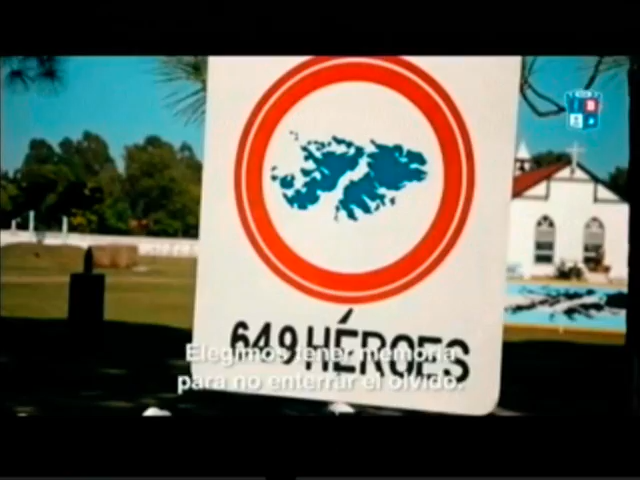 649 HÉROES
Elegimos tener memoria
para no enterrar el olvido.